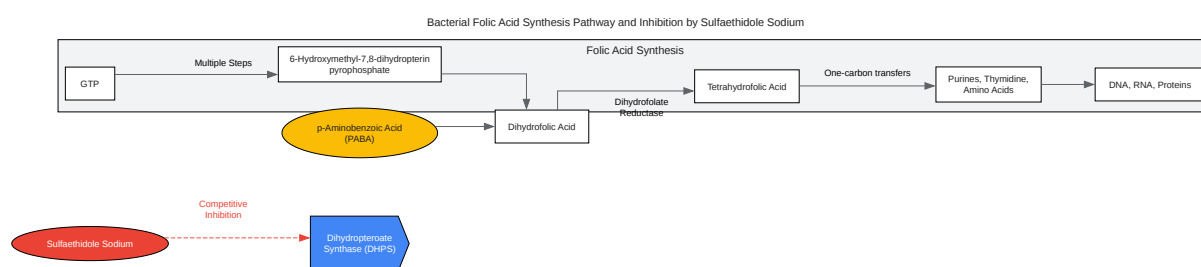 Bacterial Folic Acid Synthesis Pathway and Inhibition by Sulfaethidole Sodium
Folic Acid Synthesis
GTP
Multiple Steps
6-Hydroxymethyl-7,8-dihydropterin
pyrophosphate
p-Aminobenzoic Acid
(PABA)
Dihydrofolic Acid
Dihydrofolate
Reductase
Tetrahydrofolic Acid
One-carbon transfers
Purines, Thymidine,
Amino Acids
DNA, RNA, Proteins
Sulfaethidole Sodium
Competitive
Inhibition
Dihydropteroate
Synthase (DHPS)